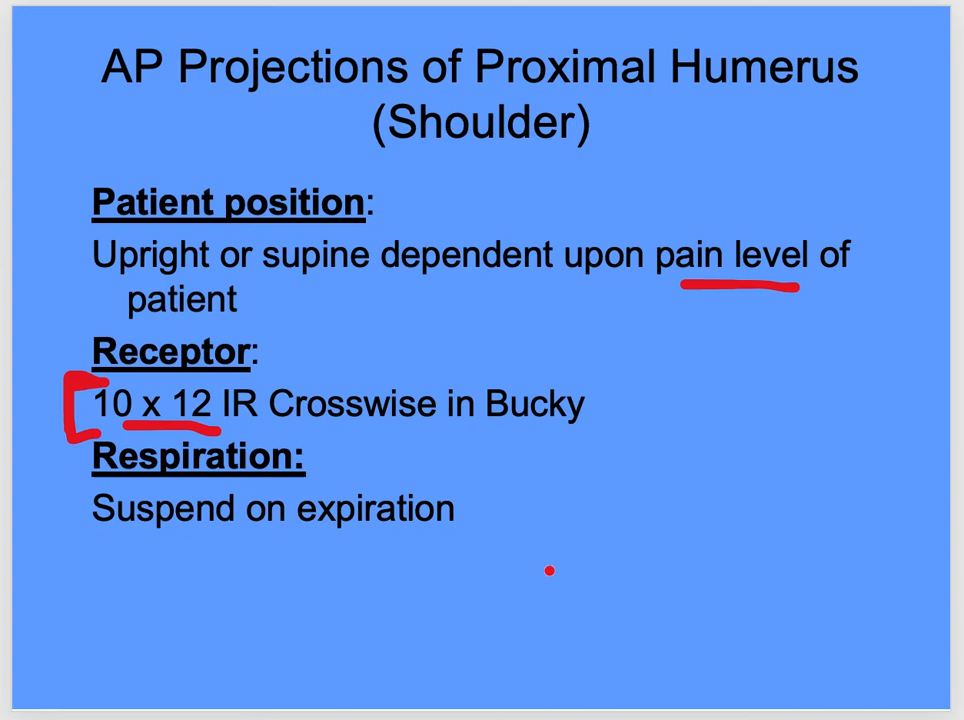 AP Projections of Proximal Humerus
(Shoulder)
Patient position:
Upright or supine dependent upon pain level of
patient
Receptor:
10 x 12 IR Crosswise in Bucky
Respiration:
Suspend on expiration